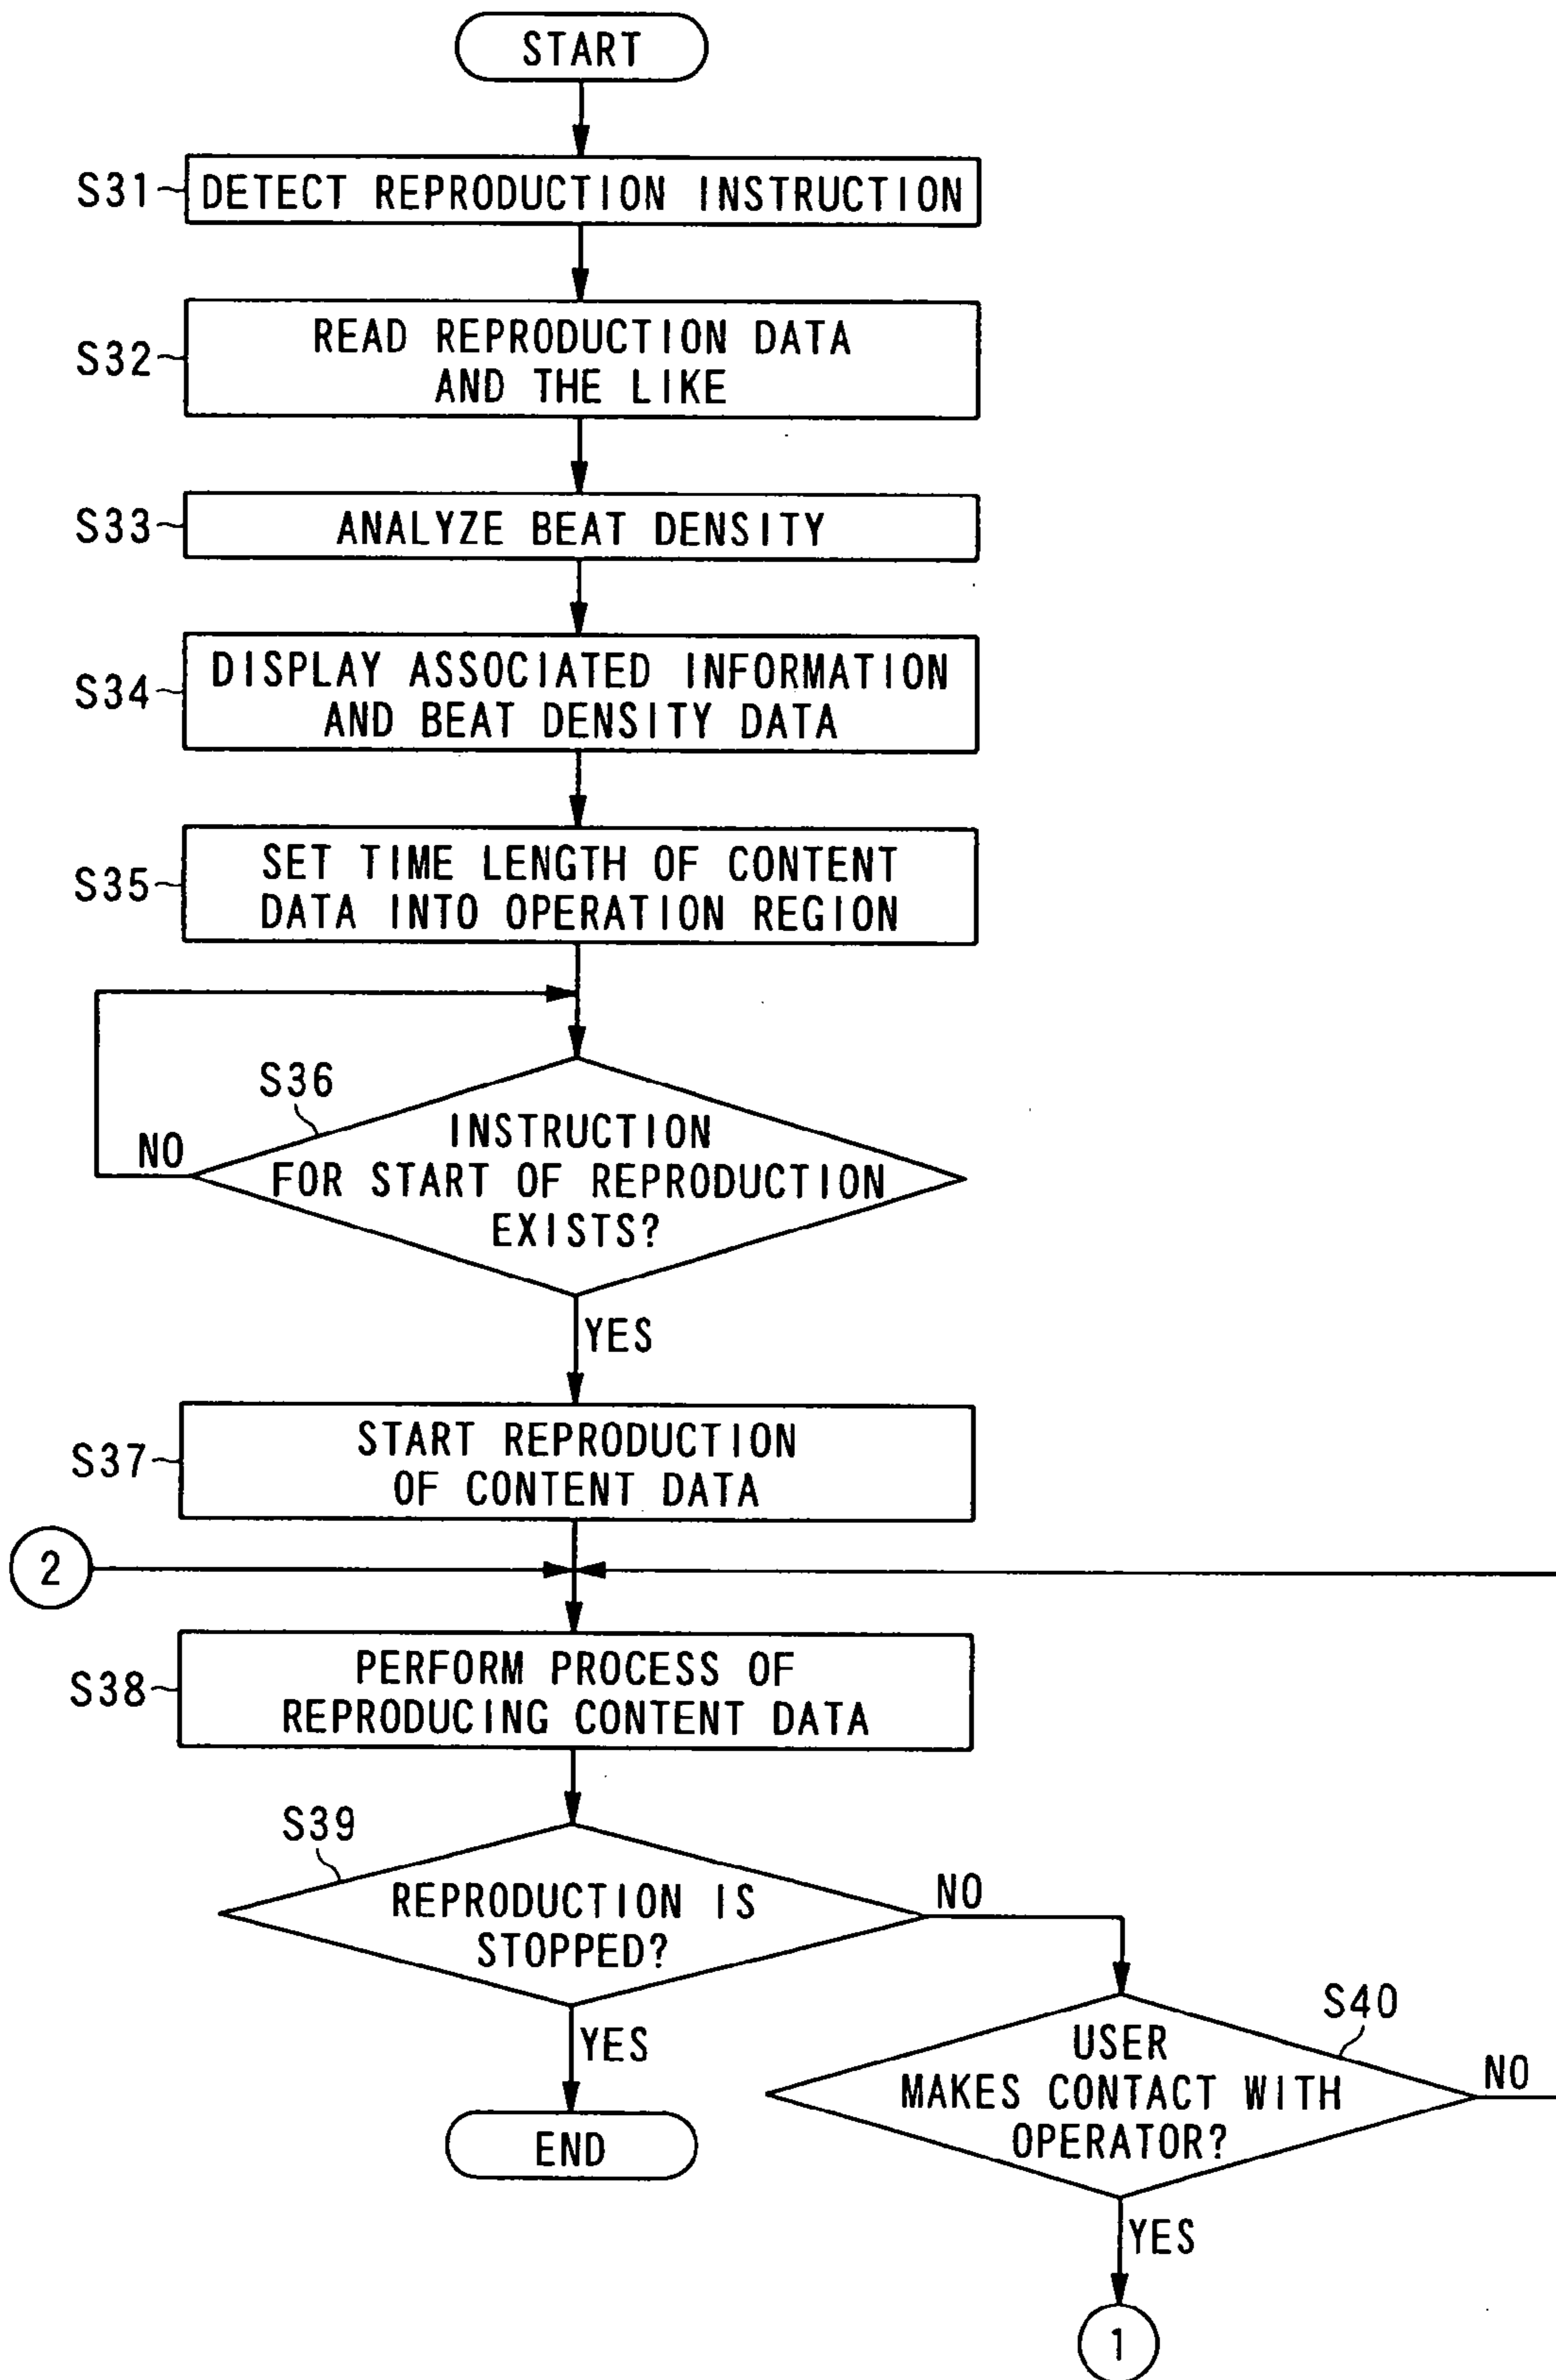 START
S31
DETECT REPRODUCTION INSTRUCTION
S32
READ REPRODUCTION DATA
AND THE LIKE
S33
ANALYZE BEAT DENSITY
S34
DISPLAY ASSOCIATED INFORMATION
AND BEAT DENSITY DATA
S35
SET TIME LENGTH OF CONTENT
DATA INTO OPERATION REGION
S36
NO
INSTRUCTION
FOR START OF REPRODUCTION
EXISTS?
YES
S37
START REPRODUCTION
OF CONTENT DATA
2
S38
PERFORM PROCESS OF
REPRODUCING CONTENT DATA
S39
REPRODUCTION IS
STOPPED?
NO
YES
END
S40
USER
MAKES CONTACT WITH
OPERATOR?
NO
YES
1